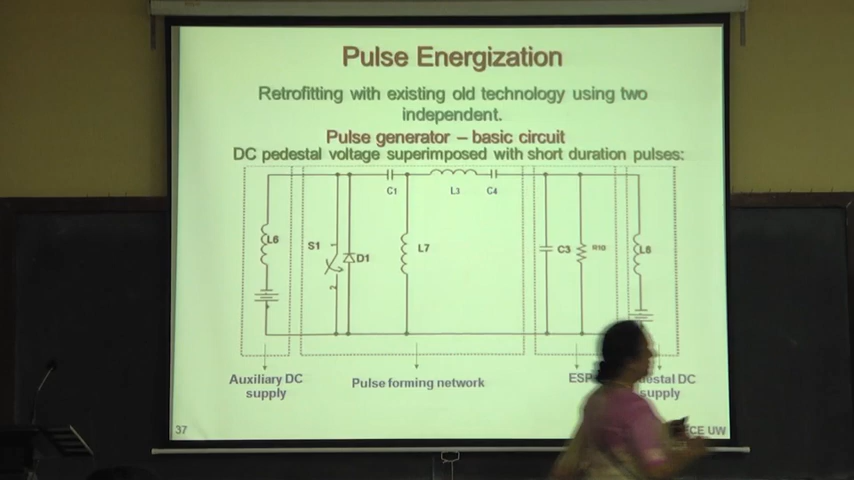 Pulse Energization
Retrofitting with existing old technology using two
independent.
Pulse generator – basic circuit
DC pedestal voltage superimposed with short duration pulses:
C1
L3
C4
L6
S1
D1
L7
C3
R10
L6
2
Auxiliary DC
supply
Pulse forming network
ESP
DC
supply
37
UW